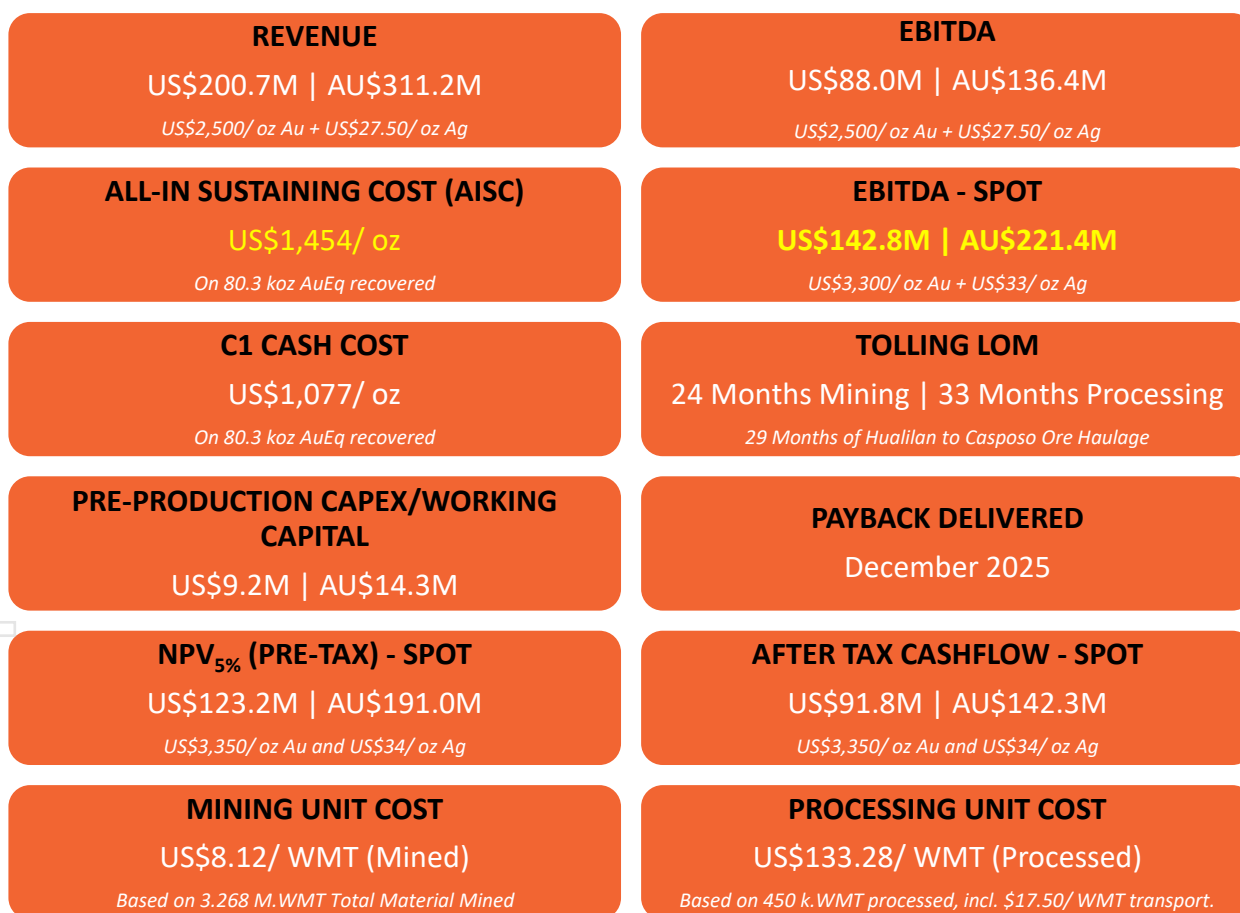 REVENUE
US$200.7M | AU$311.2M
US$2,500/ oz Au + US$27.50/ oz Ag
EBITDA
US$88.0M | AU$136.4M
US$2,500/ oz Au + US$27.50/ oz Ag
ALL-IN SUSTAINING COST (AISC)
US$1,454/ oz
On 80.3 koz AuEq recovered
EBITDA - SPOT
US$142.8M | AU$221.4M
US$3,300/ oz Au + US$33/ oz Ag
C1 CASH COST
US$1,077/ oz
On 80.3 koz AuEq recovered
TOLLING LOM
24 Months Mining | 33 Months Processing
29 Months of Hualilan to Casposo Ore Haulage
PRE-PRODUCTION CAPEX/WORKING
CAPITAL
US$9.2M | AU$14.3M
PAYBACK DELIVERED
December 2025
NPV5% (PRE-TAX) - SPOT
US$123.2M | AU$191.0M
US$3,350/ oz Au and US$34/ oz Ag
AFTER TAX CASHFLOW - SPOT
US$91.8M | AU$142.3M
US$3,350/ oz Au and US$34/ oz Ag
MINING UNIT COST
US$8.12/ WMT (Mined)
Based on 3.268 M.WMT Total Material Mined
PROCESSING UNIT COST
US$133.28/ WMT (Processed)
Based on 450 k.WMT processed, incl. $17.50/ WMT transport.